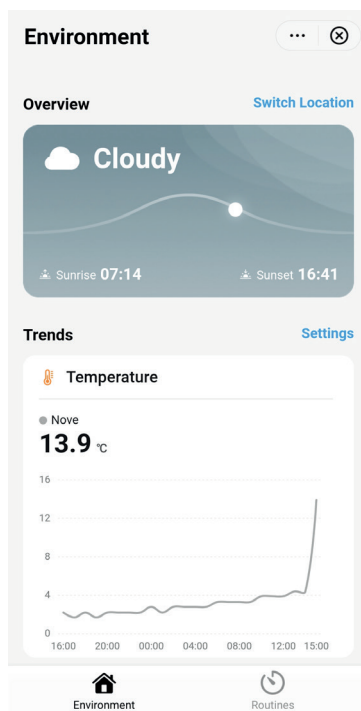 Environment
Overview
Switch Location
Cloudy
Sunrise 07:14
Sunset 16:41
Trends
Settings
Temperature
Nove
13.9 °C
16
12
8
4
0
16:00 20:00 00:00 04:00 08:00 12:00 15:00
Environment
Routines